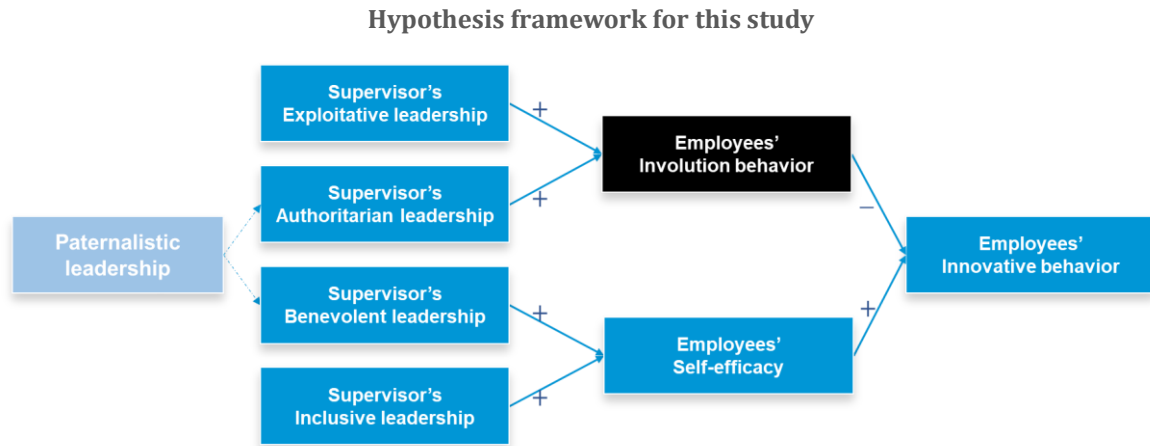 Hypothesis framework for this study
Supervisor's
Exploitative leadership
+
Employees'
Involution behavior
Supervisor's
Authoritarian leadership
+
–
Paternalistic
leadership
Employees'
Innovative behavior
Supervisor's
Benevolent leadership
+
+
Employees'
Self-efficacy
Supervisor's
Inclusive leadership
+